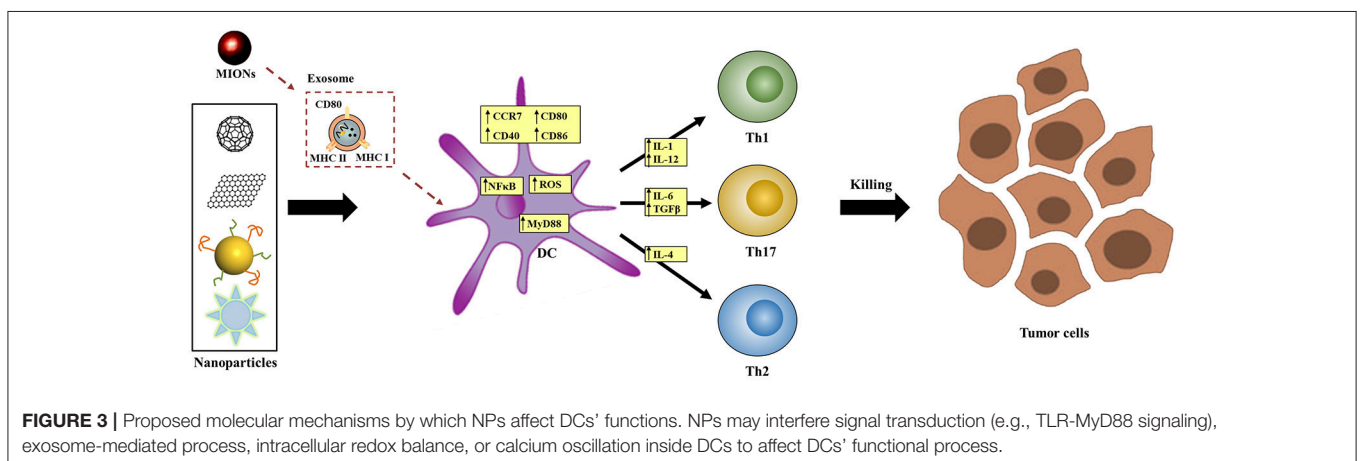 MIONs
Exosome
CD80
MHC II MHC I
Nanoparticles
↑CCR7 ↑CD80
↑CD40 ↑CD86
↑NFκB
↑ROS
↑MyD88
DC
↑IL-1
↑IL-12
↑IL-6
↑TGFβ
↑IL-4
Th1
Th17
Th2
Killing
Tumor cells
FIGURE 3 | Proposed molecular mechanisms by which NPs affect DCs' functions. NPs may interfere signal transduction (e.g., TLR-MyD88 signaling),
exosome-mediated process, intracellular redox balance, or calcium oscillation inside DCs to affect DCs' functional process.